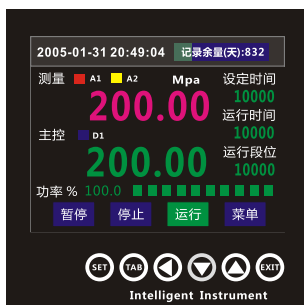 2005-01-31 20:49:04 记录余量(天):832
测量 A1 A2 Mpa 设定时间
200.00 10000
运行时间
主控 D1 10000
200.00 运行段位
10000
功率% 100.0
暂停 停止 运行 菜单
SET TAB EXIT
Intelligent Instrument